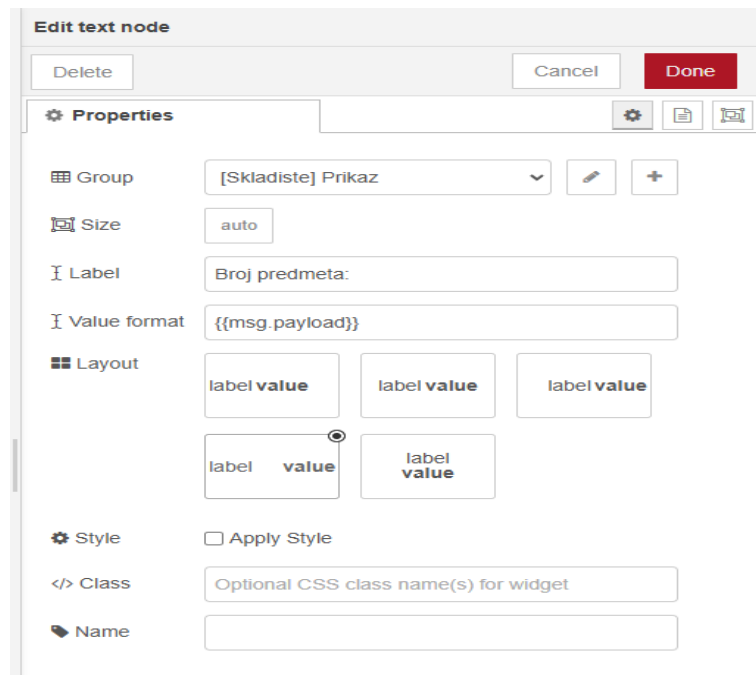 Edit text node
Delete Cancel Done
Properties
Group [Skladiste] Prikaz
Size auto
Label Broj predmeta:
Value format {{msg.payload}}
Layout
label value label value label value
label value label
value
Style Apply Style
</> Class Optional CSS class name(s) for widget
Name